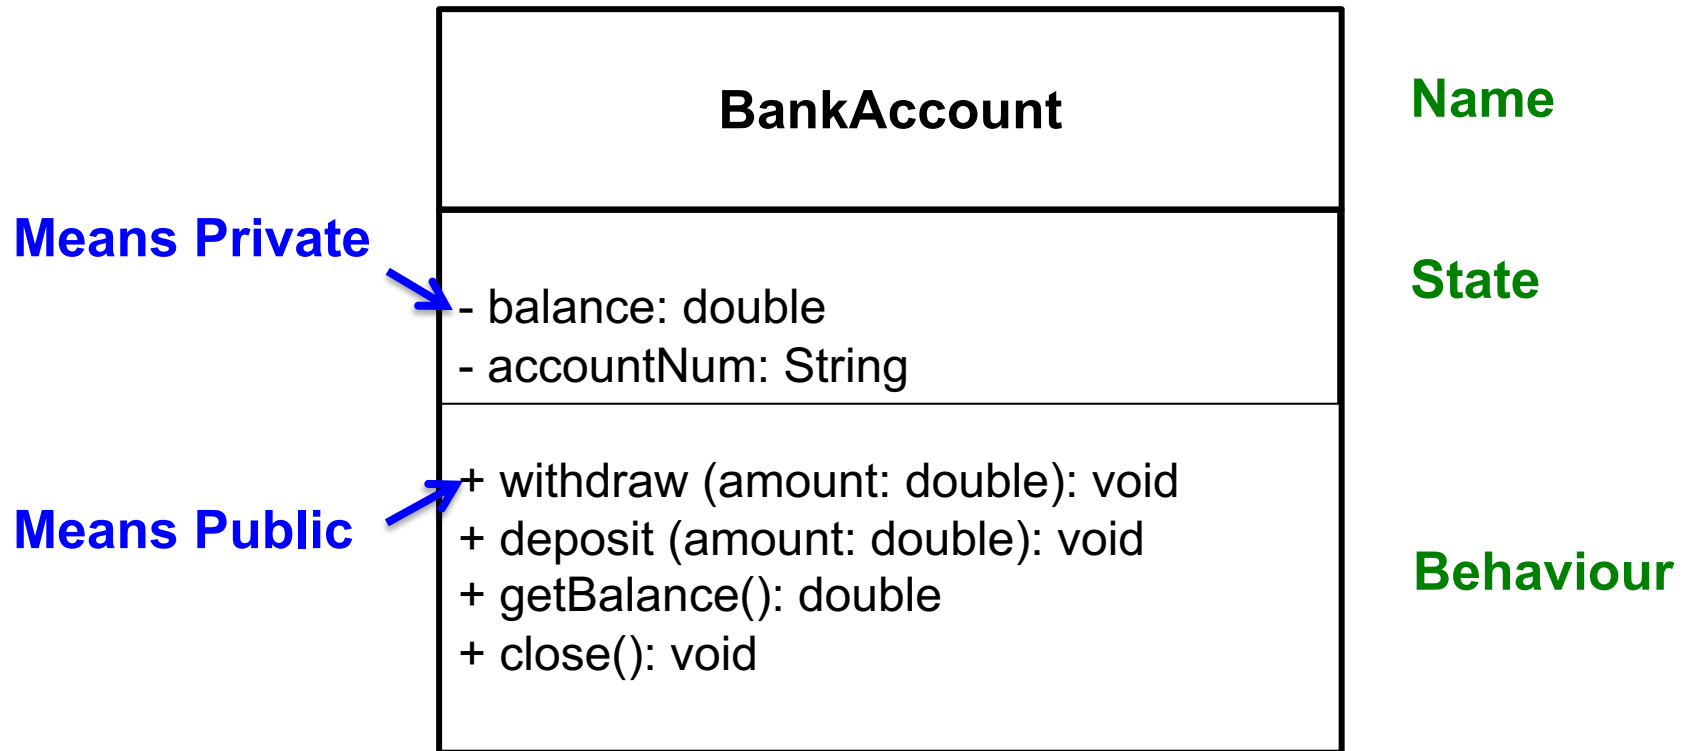 BankAccount
Name
Means Private
State
- balance: double
- accountNum: String
+ withdraw (amount: double): void
Means Public
+ deposit (amount: double): void
Behaviour
+ getBalance(): double
+ close(): void